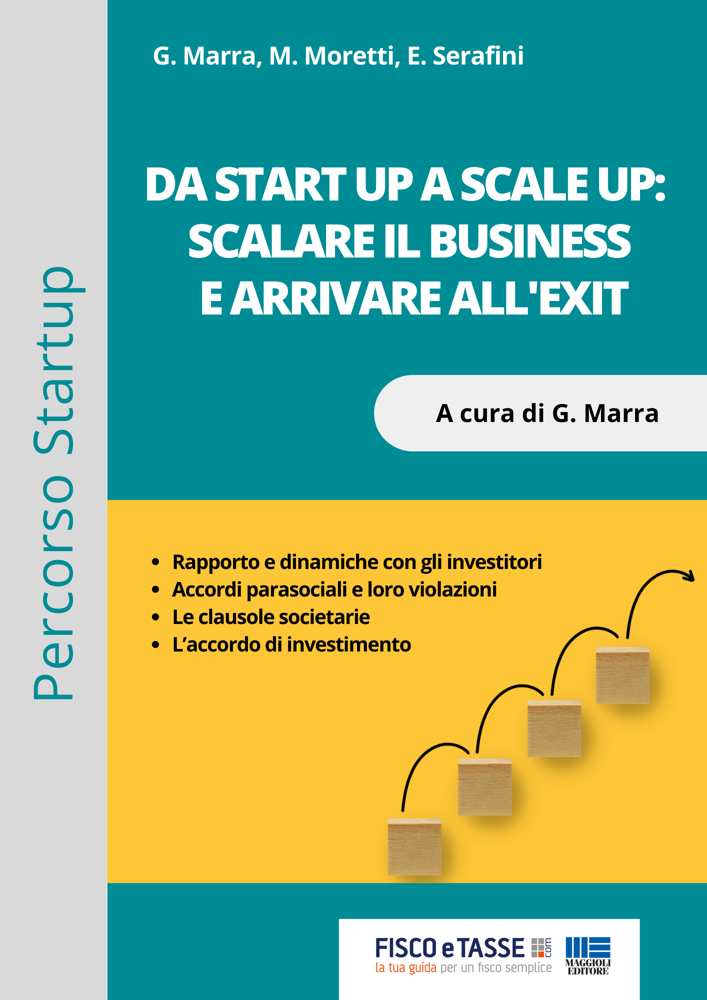 G. Marra, M. Moretti, E. Serafini
DA START UP A SCALE UP:
SCALARE IL BUSINESS
E ARRIVARE ALL'EXIT
A cura di G. Marra
Percorso Startup
• Rapporto e dinamiche con gli investitori
• Accordi parasociali e loro violazioni
• Le clausole societarie
• L’accordo di investimento
FISCO e TASSE .com
la tua guida per un fisco semplice
MAGGIOLI
EDITORE